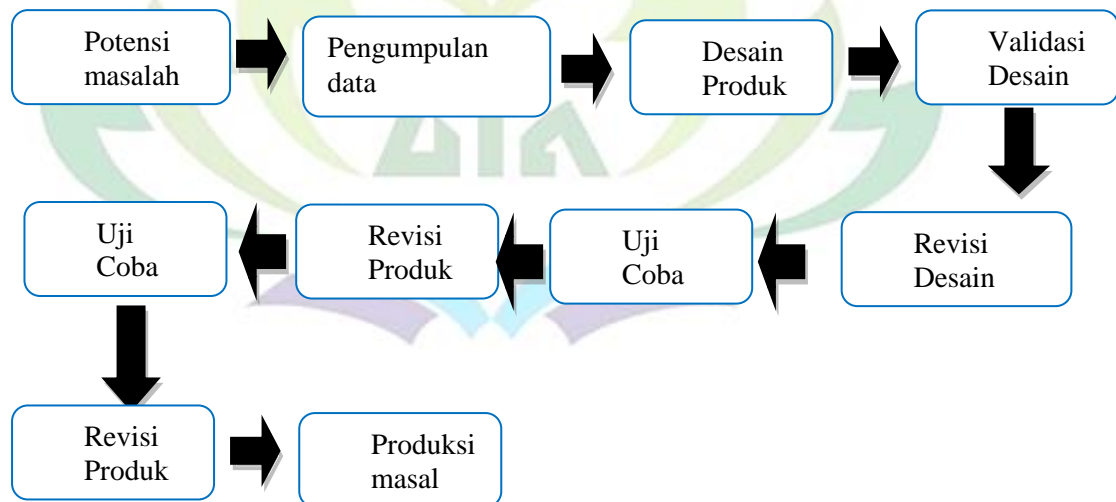 Potensi
masalah
Pengumpulan
data
Desain
Produk
Validasi
Desain
Revisi
Desain
Uji
Coba
Revisi
Produk
Uji
Coba
Revisi
Produk
Produksi
masal